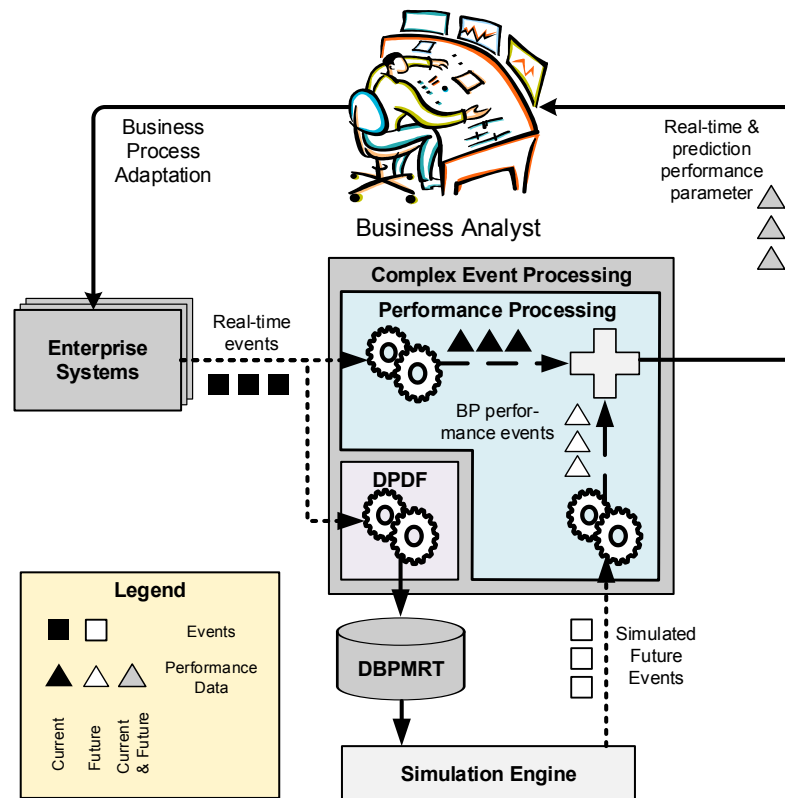 Business
Process
Adaptation
Real-time &
prediction
performance
parameter
Business Analyst
Complex Event Processing
Performance Processing
Real-time
events
Enterprise
Systems
BP perfor-
mance events
DPDF
Legend
Events
Performance
Data
Current
Future
Current
& Future
DBPMRT
Simulated
Future
Events
Simulation Engine